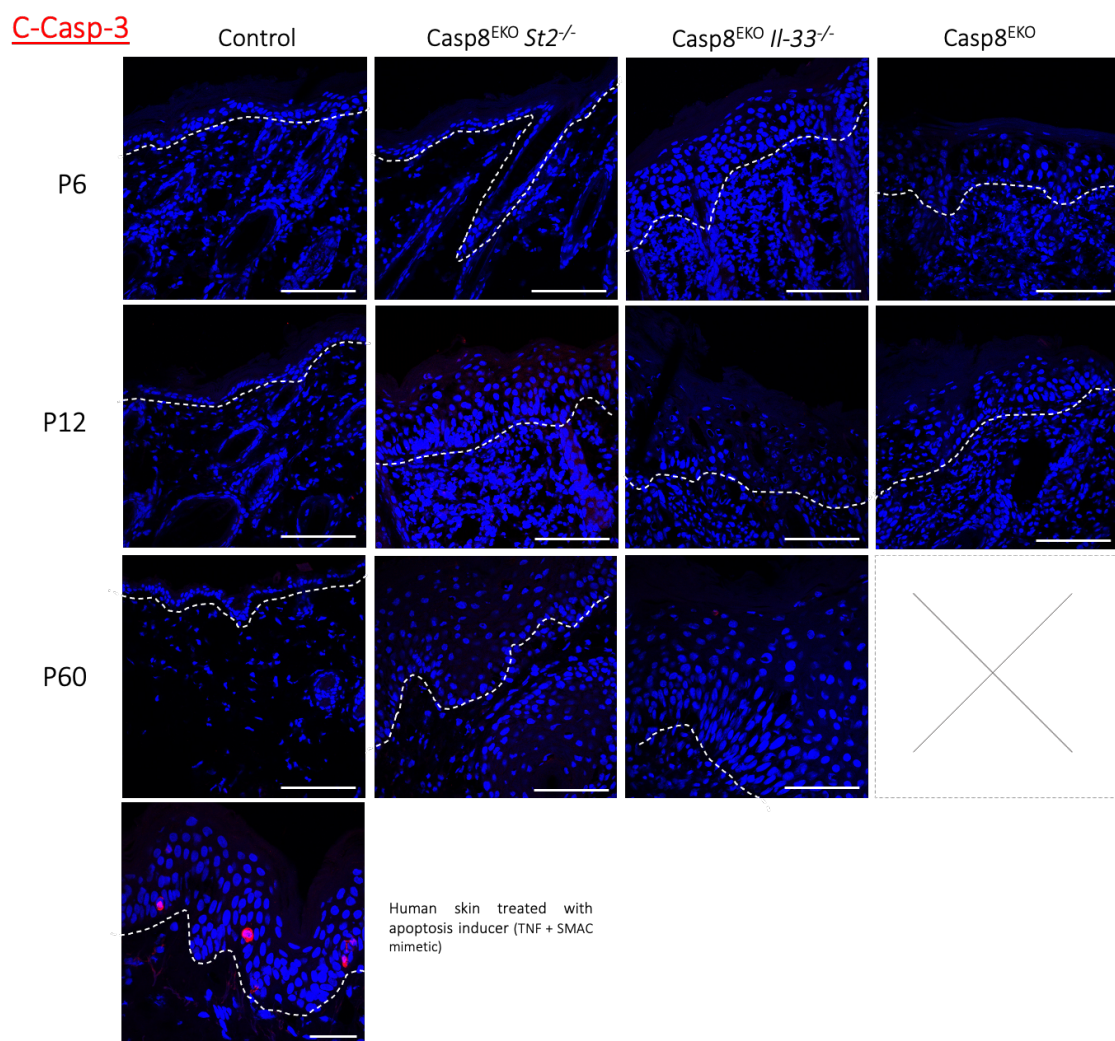 C-Casp-3
Control
Casp8EKO St2-/-
Casp8EKO Il-33-/-
Casp8EKO
P6
P12
P60
Human skin treated with
apoptosis inducer (TNF + SMAC
mimetic)